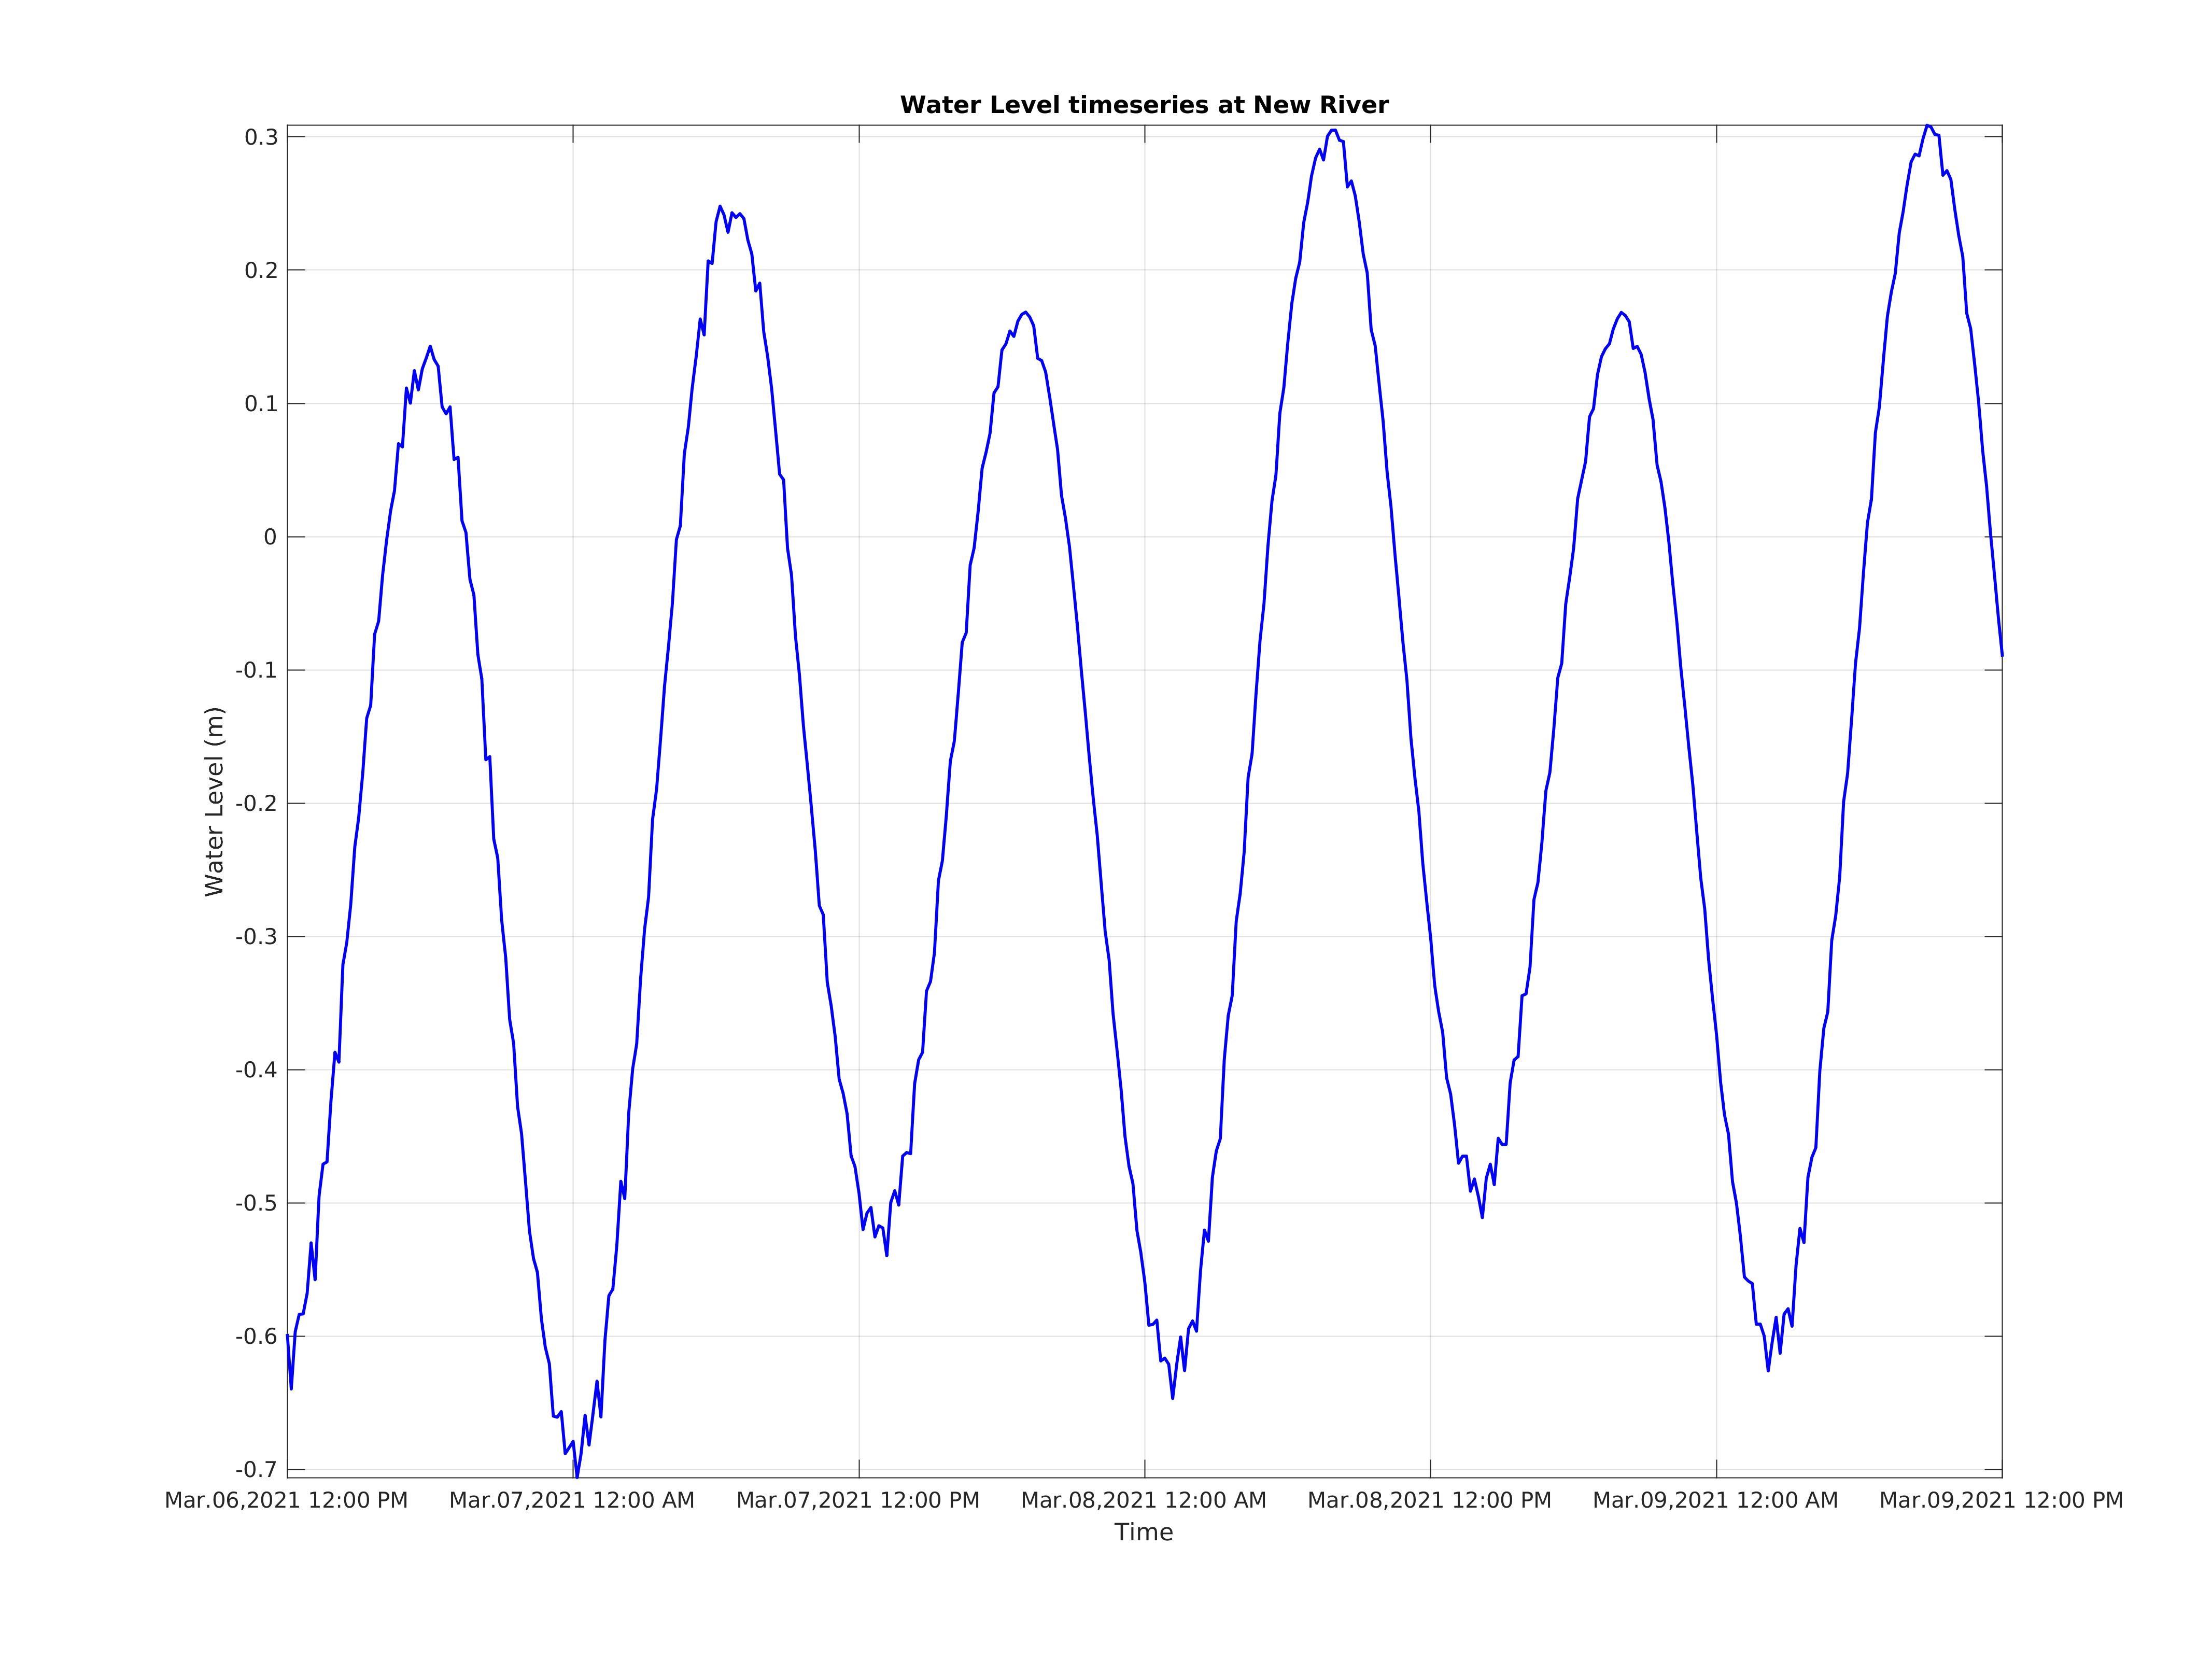 Water Level timeseries at New River
0.3
0.2
0.1
0
-0.1
-0.2
-0.3
-0.4
-0.5
-0.6
-0.7
Water Level (m)
Mar.06,2021 12:00 PM Mar.07,2021 12:00 AM Mar.07,2021 12:00 PM Mar.08,2021 12:00 AM Mar.08,2021 12:00 PM Mar.09,2021 12:00 AM Mar.09,2021 12:00 PM
Time